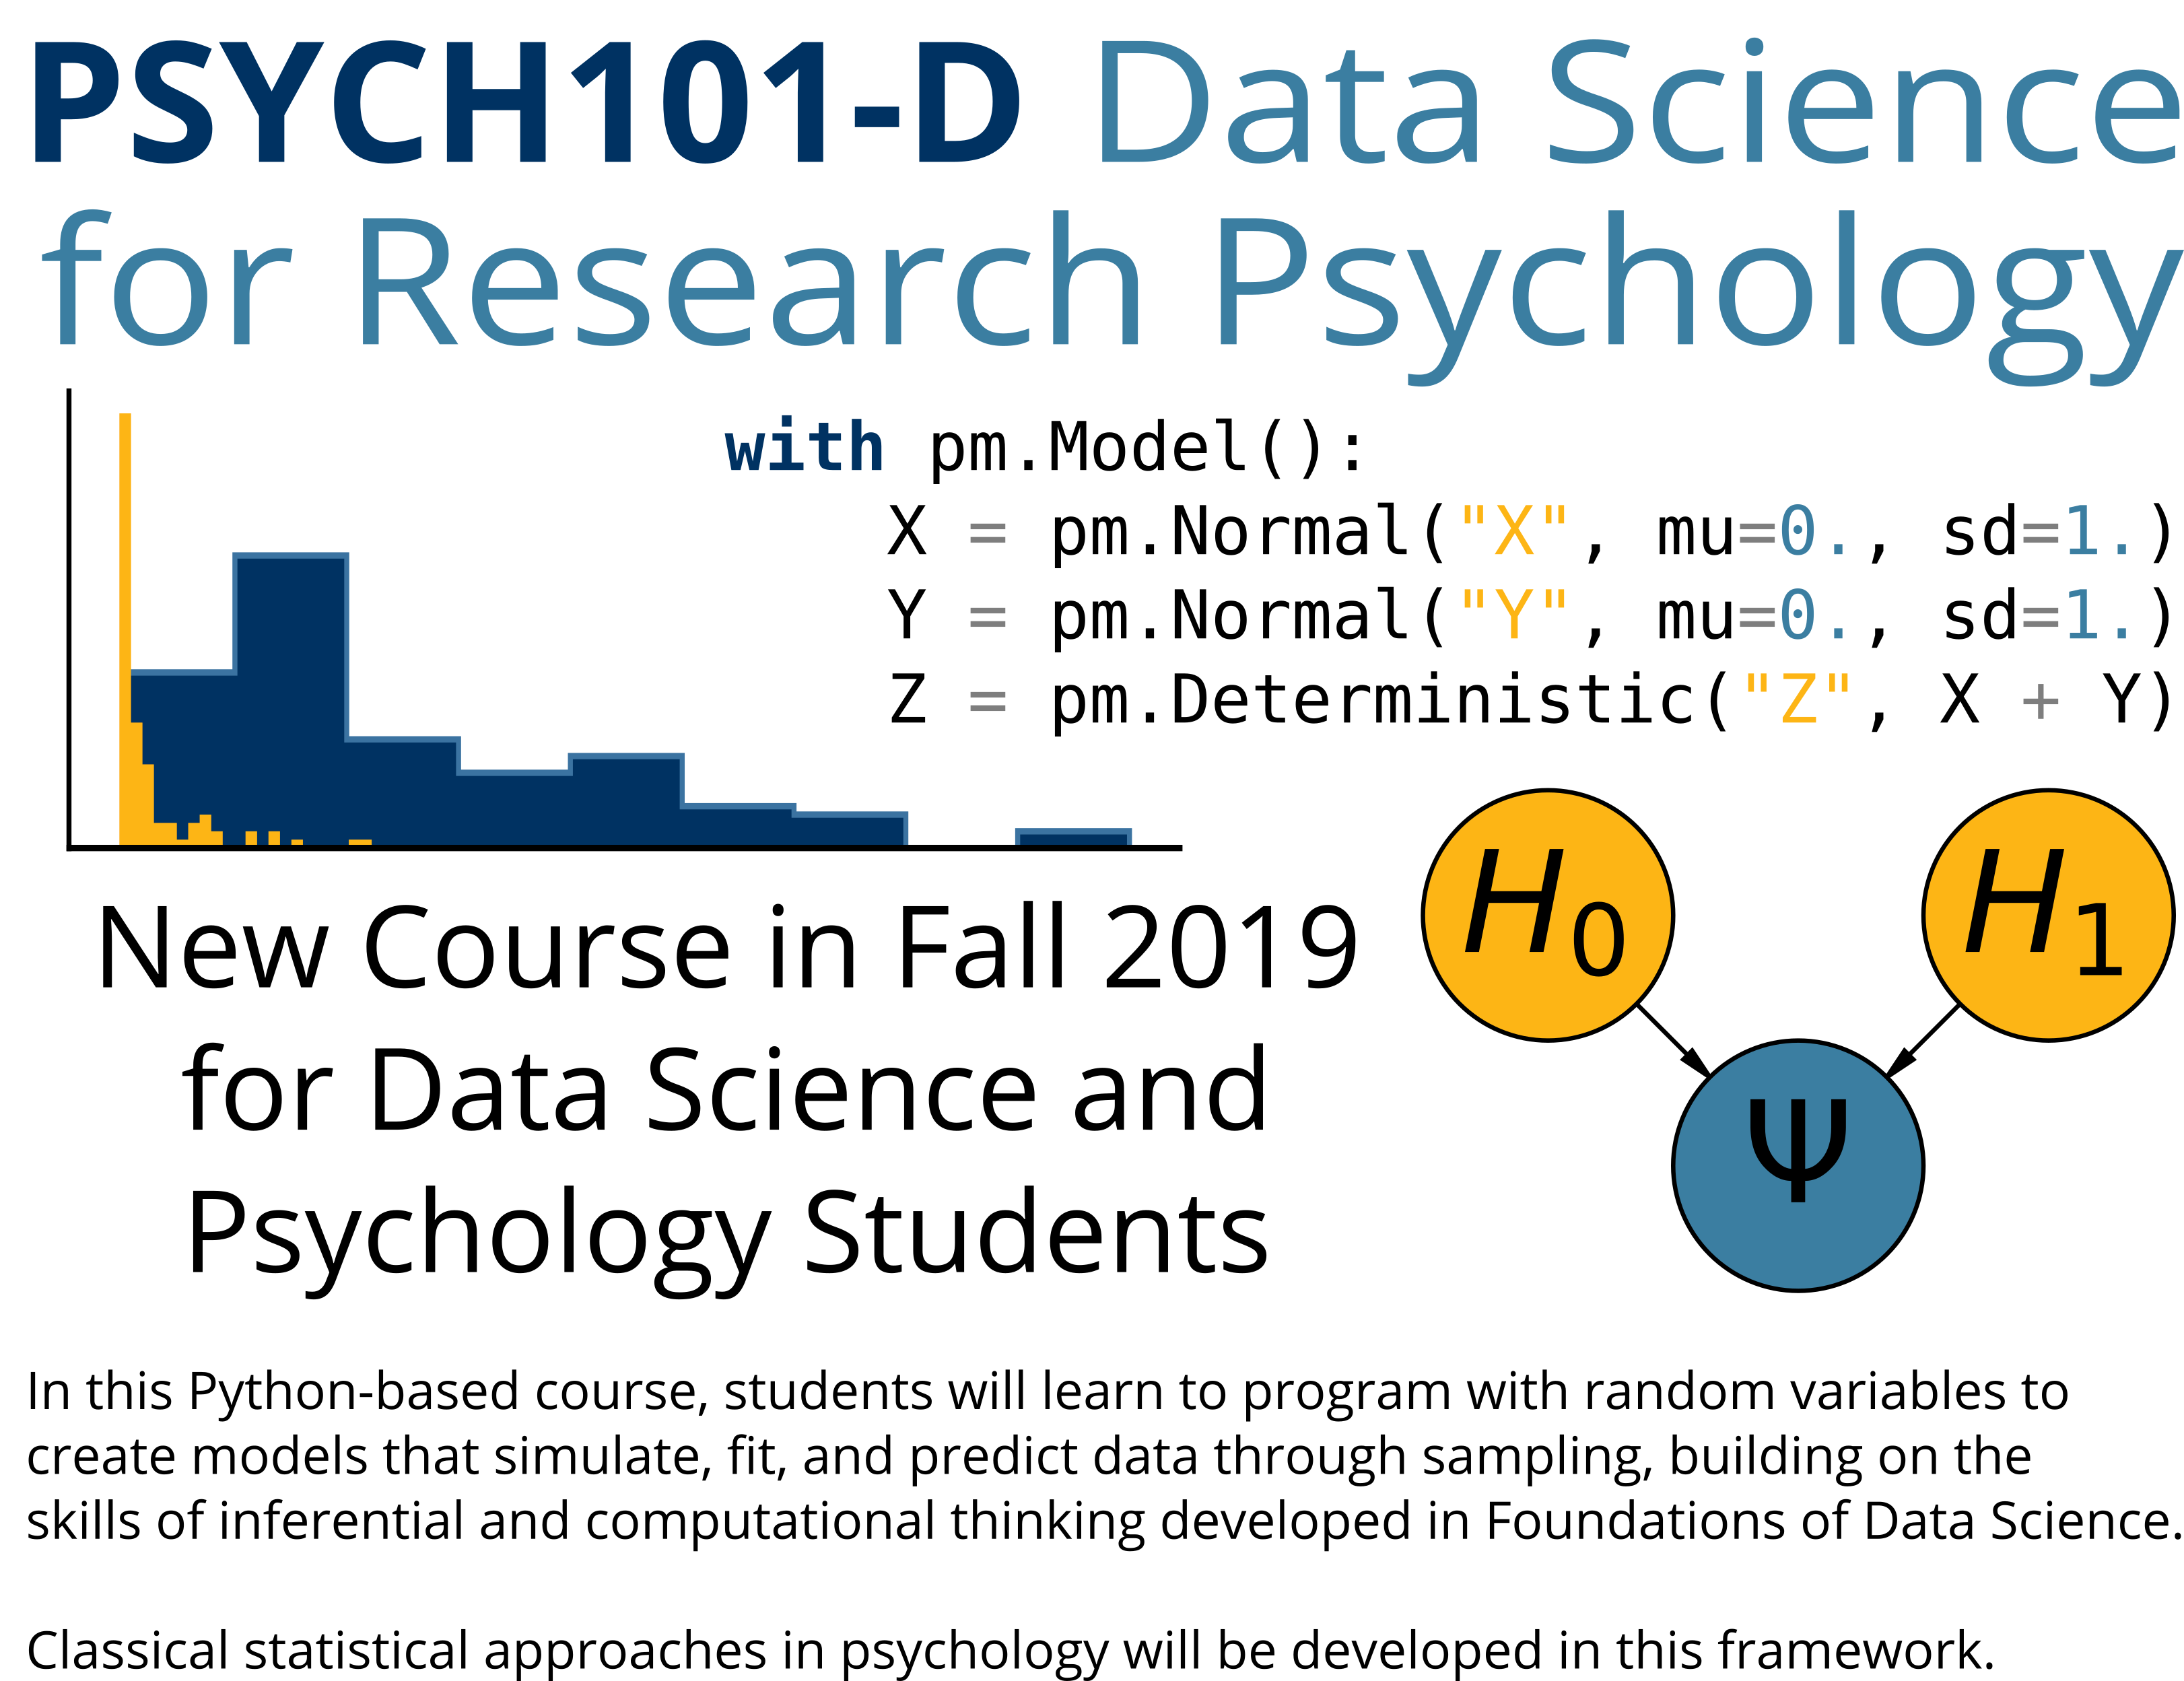 PSYCH101-D Data Science
for Research Psychology
with pm.Model():
X = pm.Normal("X", mu=0., sd=1.)
Y = pm.Normal("Y", mu=0., sd=1.)
Z = pm.Deterministic("Z", X + Y)
H0
H1
Ψ
New Course in Fall 2019
for Data Science and
Psychology Students
In this Python-based course, students will learn to program with random variables to
create models that simulate, fit, and predict data through sampling, building on the
skills of inferential and computational thinking developed in Foundations of Data Science.
Classical statistical approaches in psychology will be developed in this framework.